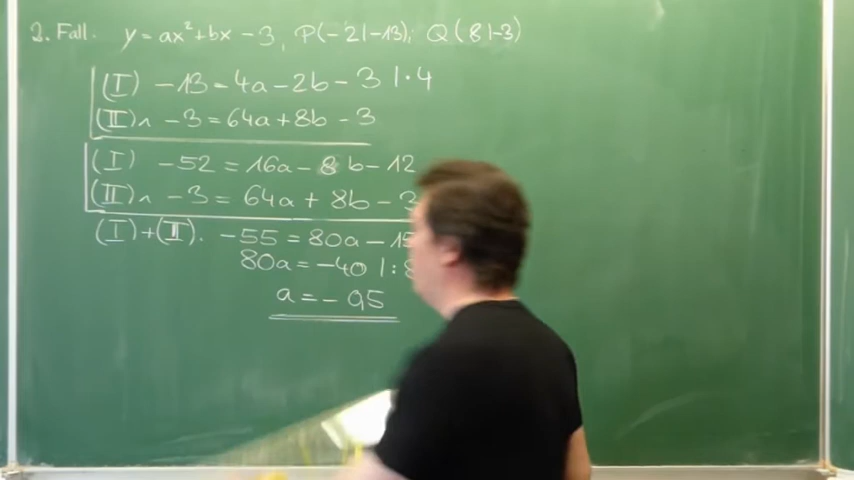 2. Fall. y = ax² + bx - 3, P(-2|-13); Q(8|-3)
(I) -13 = 4a - 2b - 3 | · 4
(II) ∧ -3 = 64a + 8b - 3
(I) -52 = 16a - 8b - 12
(II) ∧ -3 = 64a + 8b - 3
(I) + (II). -55 = 80a - 15
80a = -40 | : 8
a = -0,5